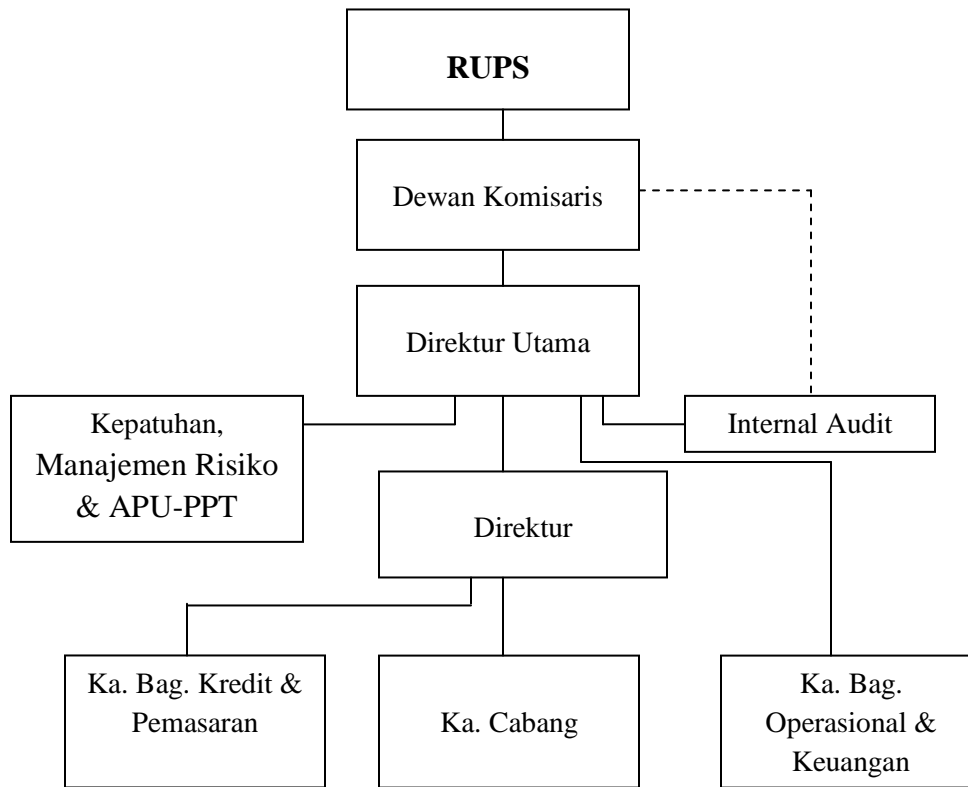 RUPS
Dewan Komisaris
Direktur Utama
Kepatuhan,
Manajemen Risiko
& APU-PPT
Internal Audit
Direktur
Ka. Bag. Kredit &
Pemasaran
Ka. Cabang
Ka. Bag.
Operasional &
Keuangan